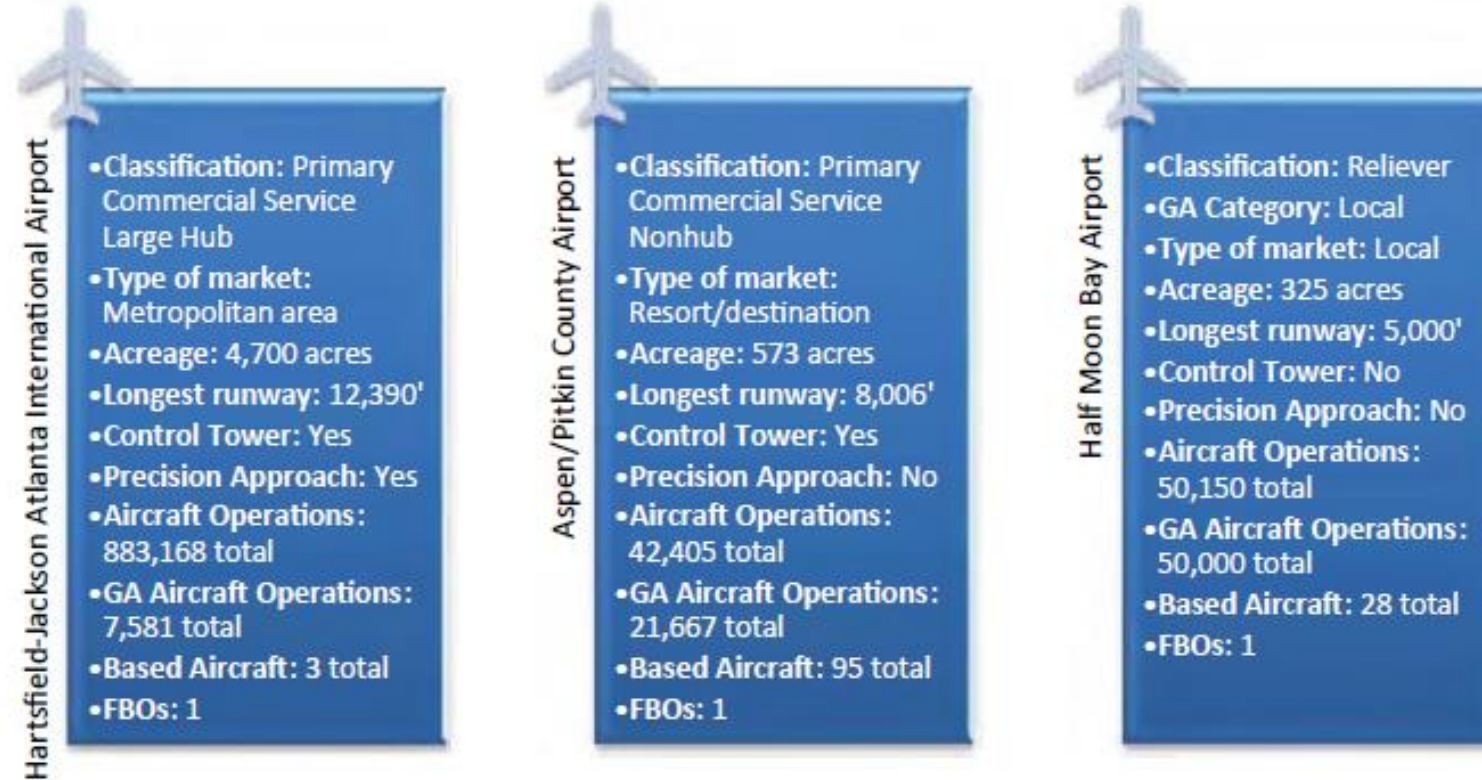 Hartsfield-Jackson Atlanta International Airport
•Classification: Primary
Commercial Service
Large Hub
•Type of market:
Metropolitan area
•Acreage: 4,700 acres
•Longest runway: 12,390'
•Control Tower: Yes
•Precision Approach: Yes
•Aircraft Operations:
883,168 total
•GA Aircraft Operations:
7,581 total
•Based Aircraft: 3 total
•FBOs: 1
Aspen/Pitkin County Airport
•Classification: Primary
Commercial Service
Nonhub
•Type of market:
Resort/destination
•Acreage: 573 acres
•Longest runway: 8,006'
•Control Tower: Yes
•Precision Approach: No
•Aircraft Operations:
42,405 total
•GA Aircraft Operations:
21,667 total
•Based Aircraft: 95 total
•FBOs: 1
Half Moon Bay Airport
•Classification: Reliever
•GA Category: Local
•Type of market: Local
•Acreage: 325 acres
•Longest runway: 5,000'
•Control Tower: No
•Precision Approach: No
•Aircraft Operations:
50,150 total
•GA Aircraft Operations:
50,000 total
•Based Aircraft: 28 total
•FBOs: 1